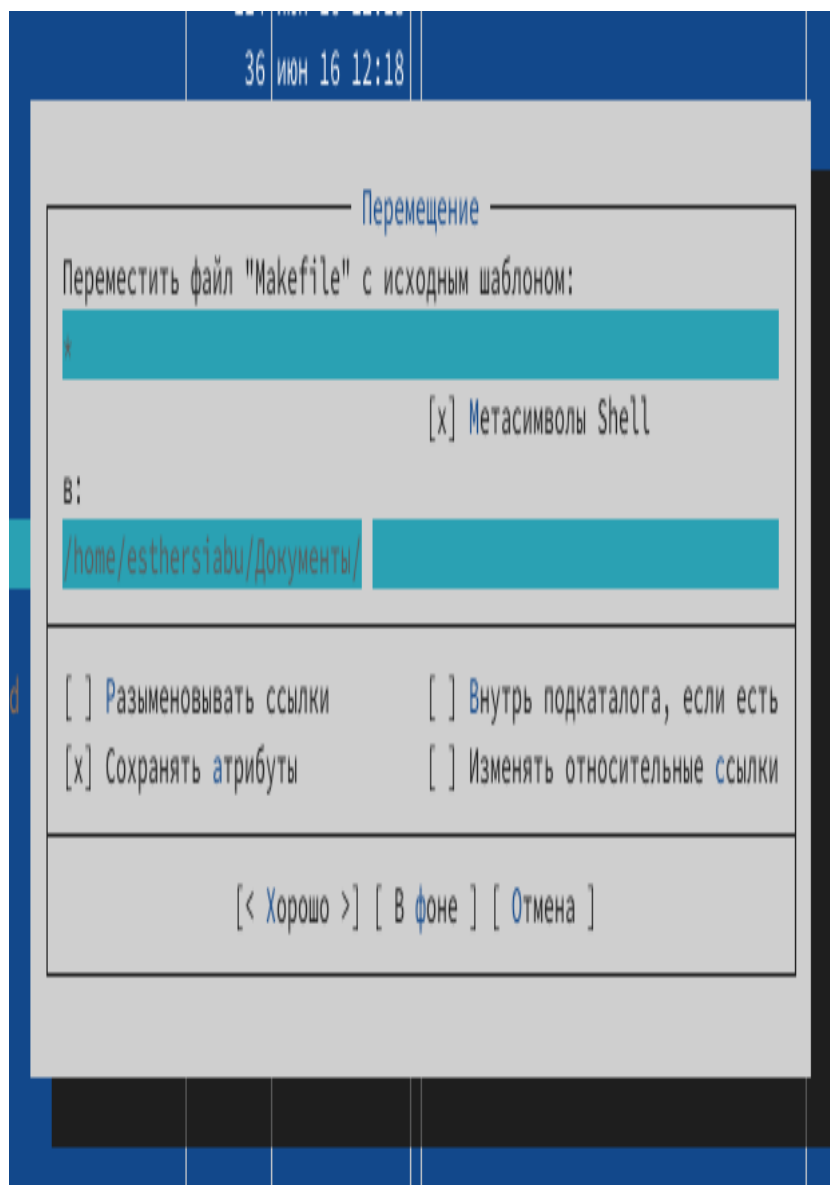 36 июн 16 12:18
Перемещение
Переместить файл "Makefile" с исходным шаблоном:
*
[x] Метасимволы Shell
в:
/home/esthersiabu/Документы/
[ ] Разыменовывать ссылки [ ] Внутрь подкаталога, если есть
d
[x] Сохранять атрибуты [ ] Изменять относительные ссылки
[< Хорошо >] [ В фоне ] [ Отмена ]